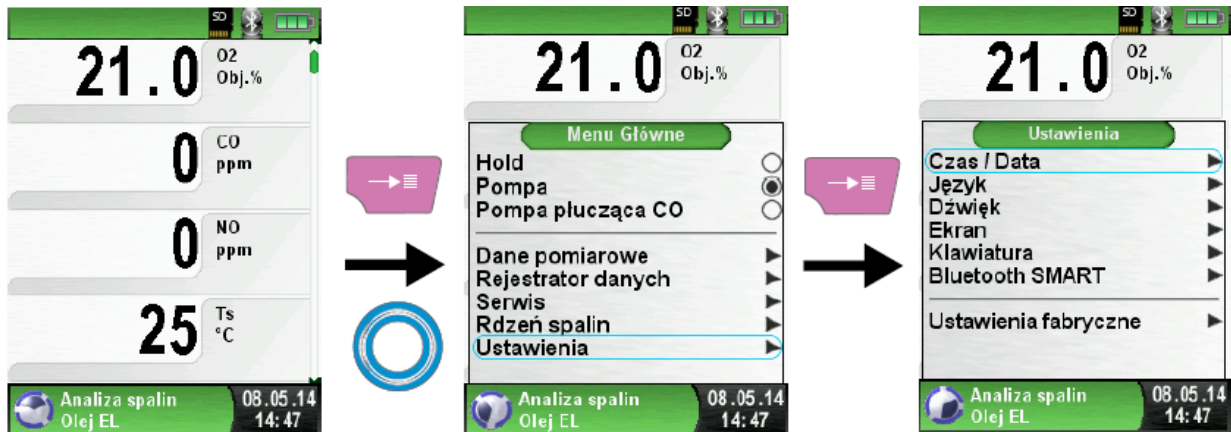 SD
21.0
O2
Obj.%
0
CO
ppm
0
NO
ppm
25
Ts
°C
Analiza spalin
Olej EL
08.05.14
14:47
SD
21.0
O2
Obj.%
Menu Główne
Hold
Pompa
Pompa płucząca CO
Dane pomiarowe
Rejestrator danych
Serwis
Rdzeń spalin
Ustawienia
Analiza spalin
Olej EL
08.05.14
14:47
SD
21.0
O2
Obj.%
Ustawienia
Czas / Data
Język
Dźwięk
Ekran
Klawiatura
Bluetooth SMART
Ustawienia fabryczne
Analiza spalin
Olej EL
08.05.14
14:47